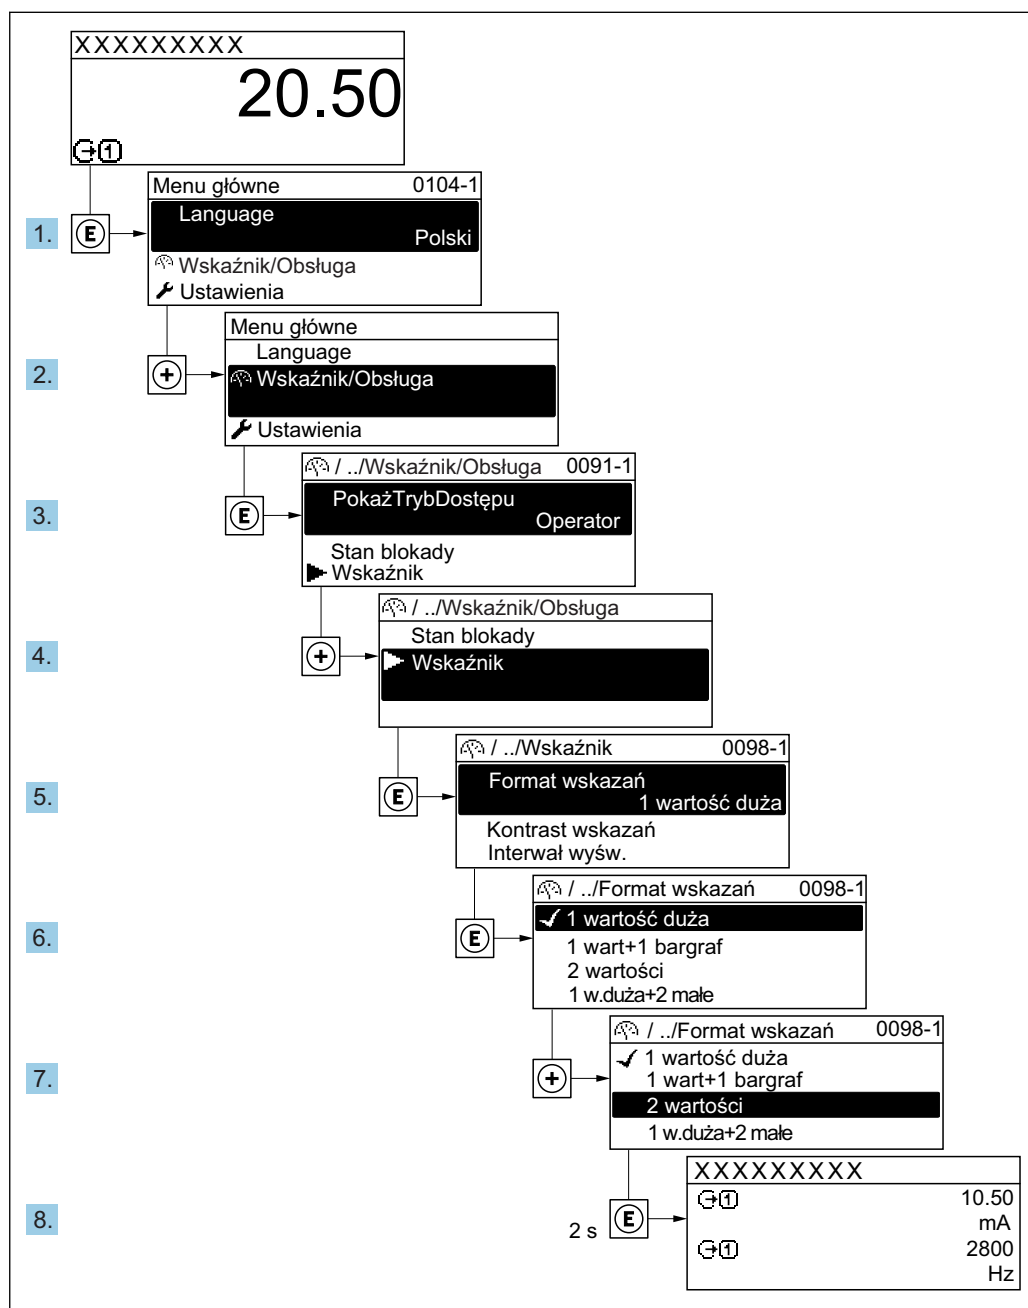 XXXXXXXXX
20.50
1
Menu główne 0104-1
Language
Polski
Wskaźnik/Obsługa
Ustawienia
1. E
Menu główne
Language
Wskaźnik/Obsługa
Ustawienia
2. +
/ ../Wskaźnik/Obsługa 0091-1
PokażTrybDostępu
Operator
Stan blokady
Wskaźnik
3. E
/ ../Wskaźnik/Obsługa
Stan blokady
Wskaźnik
4. +
/ ../Wskaźnik 0098-1
Format wskazań
1 wartość duża
Kontrast wskazań
Interwał wyśw.
5. E
/ ../Format wskazań 0098-1
1 wartość duża
1 wart+1 bargraf
2 wartości
1 w.duża+2 małe
6. E
/ ../Format wskazań 0098-1
1 wartość duża
1 wart+1 bargraf
2 wartości
1 w.duża+2 małe
7. +
XXXXXXXXX
1 10.50
mA
1 2800
Hz
8. 2 s E